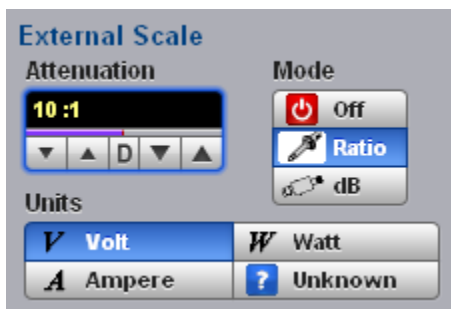 External Scale
Attenuation
Mode
10 :1
Off
D
Ratio
dB
Units
V Volt
W Watt
A Ampere
? Unknown